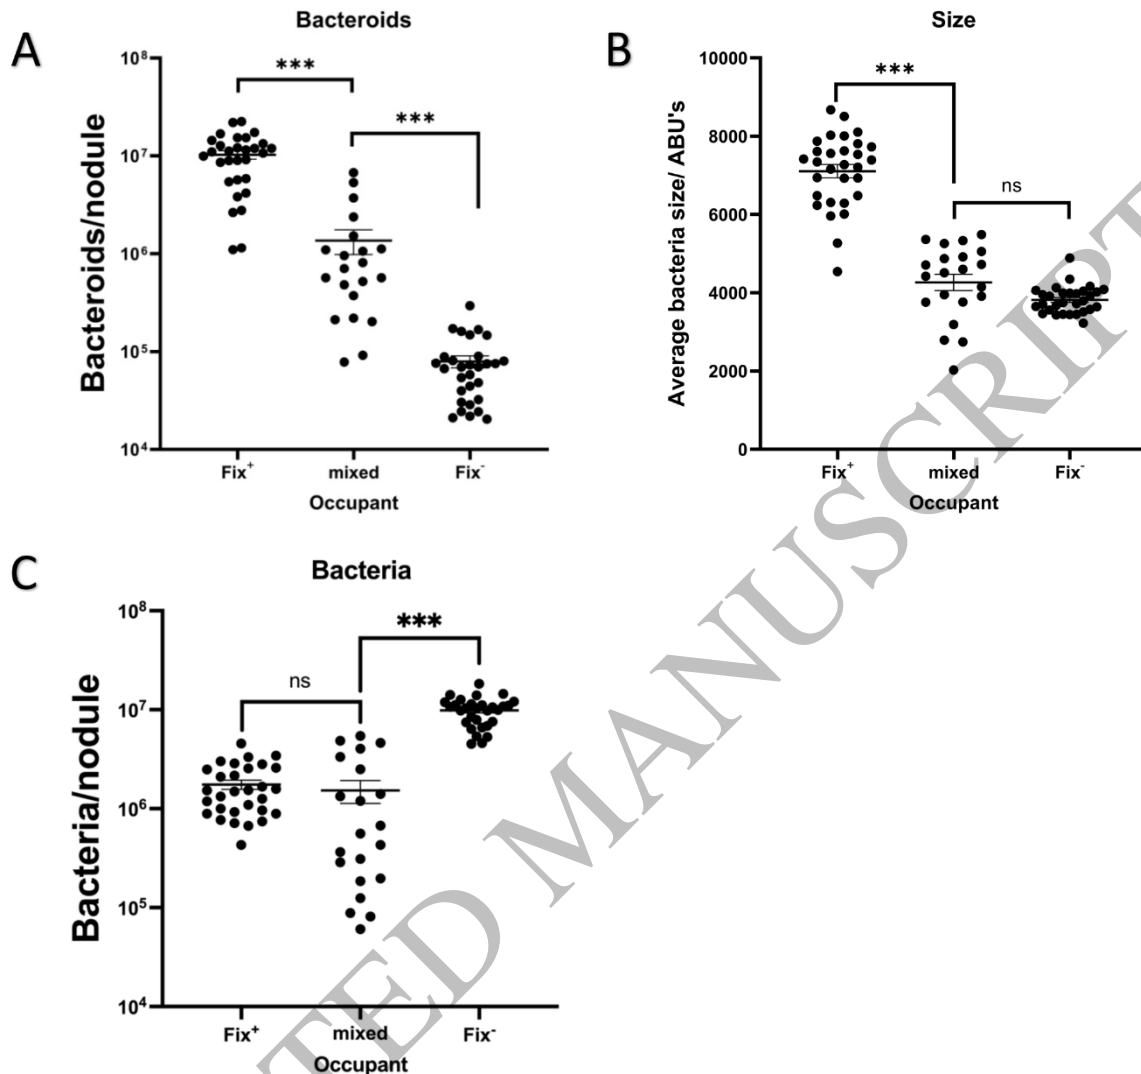 A
Bacteroids
Bacteroids/nodule
10⁸
10⁷
10⁶
10⁵
10⁴
***
***
Fix⁺ mixed Fix⁻
Occupant
B
Size
Average bacteria size/ ABU's
10000
8000
6000
4000
2000
0
***
ns
Fix⁺ mixed Fix⁻
Occupant
C
Bacteria
Bacteria/nodule
10⁸
10⁷
10⁶
10⁵
10⁴
ns
***
Fix⁺ mixed Fix⁻
Occupant
TED MANUSCRIPT